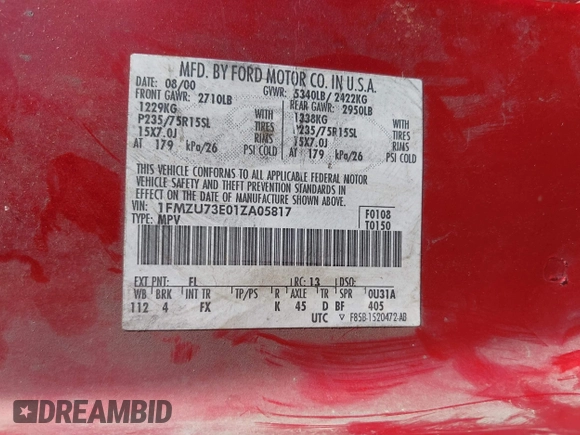 MFD. BY FORD MOTOR CO. IN U.S.A.
DATE: 08/00 GVWR: 5340LB/2422KG
FRONT GAWR: 2710LB REAR GAWR: 2950LB
1229KG WITH 1338KG WITH
P235/75R15SL TIRES P235/75R15SL TIRES
15X7.0J RIMS 15X7.0J RIMS
AT 179 kPa/26 PSI COLD AT 179 kPa/26 PSI COLD
THIS VEHICLE CONFORMS TO ALL APPLICABLE FEDERAL MOTOR
VEHICLE SAFETY AND THEFT PREVENTION STANDARDS IN
EFFECT ON THE DATE OF MANUFACTURE SHOWN ABOVE.
VIN: 1FMZU73E01ZA05817 F0108
TYPE: MPV T0150
EXT PNT: FL RC: 13 DSO:
WB BRK INT TR TP/PS R AXLE TR SPR 0U31A
112 4 FX K 45 D BF 405
UTC ▽ F85B-1520472-AB
DREAMBID